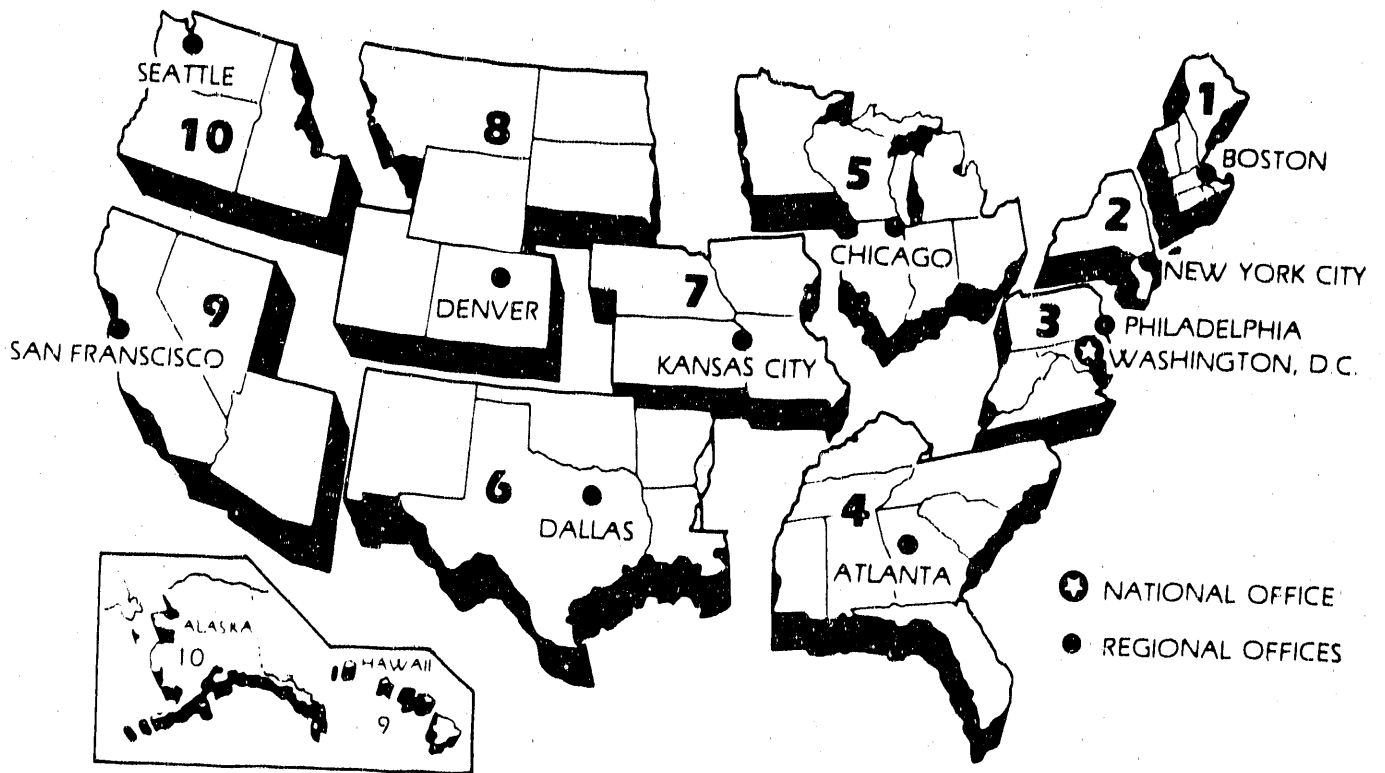 SEATTLE
10
8
5
1
BOSTON
2
NEW YORK CITY
CHICAGO
9
DENVER
7
3
PHILADELPHIA
WASHINGTON, D.C.
SAN FRANSCISCO
KANSAS CITY
6
DALLAS
4
ATLANTA
NATIONAL OFFICE
REGIONAL OFFICES
ALASKA
10
HAWAII
9